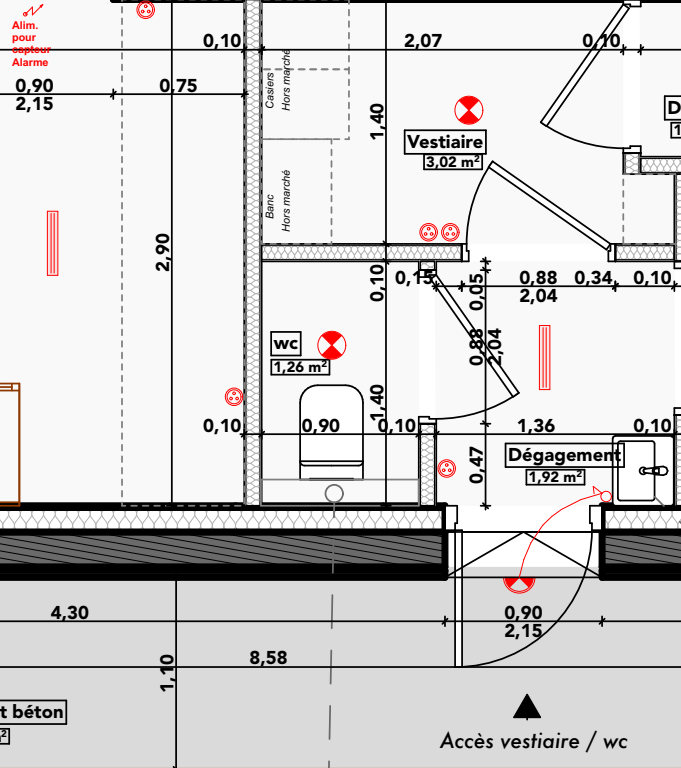 Alim.
pour
capteur
Alarme
0,10
2,07
0,10
0,90
2,15
0,75
Casiers
Hors marché
1,40
D
1
Vestiaire
3,02 m²
Banc
Hors marché
2,90
0,10
0,15
0,05
0,88
2,04
0,34
0,10
wc
1,26 m²
0,88
2,04
1,40
0,10
0,90
0,10
1,36
0,10
0,47
Dégagement
1,92 m²
4,30
0,90
2,15
8,58
1,10
t béton
m²
Accès vestiaire / wc